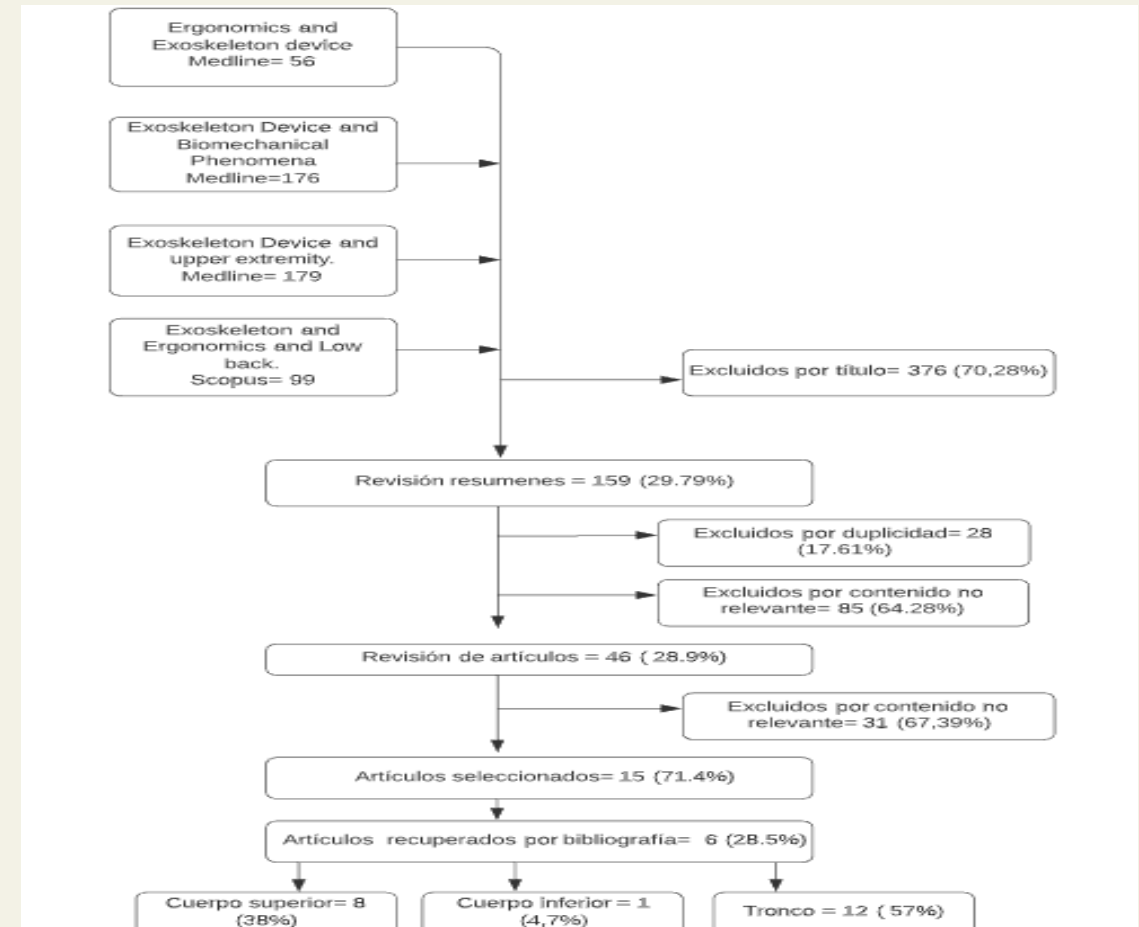 Ergonomics and
Exoskeleton device
Medline= 56
Exoskeleton Device and
Biomechanical
Phenomena
Medline=176
Exoskeleton Device and
upper extremity.
Medline= 179
Exoskeleton and
Ergonomics and Low
back.
Scopus= 99
Excluidos por título= 376 (70,28%)
Revisión resumenes = 159 (29.79%)
Excluidos por duplicidad= 28
(17.61%)
Excluidos por contenido no
relevante= 85 (64.28%)
Revisión de artículos = 46 ( 28.9%)
Excluidos por contenido no
relevante= 31 (67,39%)
Artículos seleccionados= 15 (71.4%)
Artículos recuperados por bibliografía= 6 (28.5%)
Cuerpo superior= 8
(38%)
Cuerpo inferior = 1
(4,7%)
Tronco = 12 ( 57%)